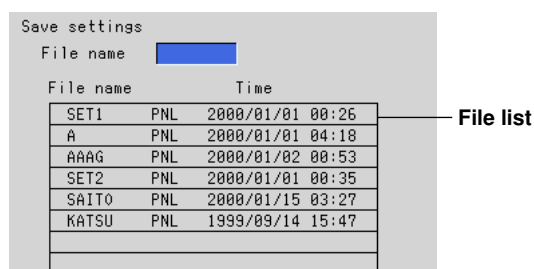 Save settings
File name
File name Time
SET1 PNL 2000/01/01 00:26
File list
A PNL 2000/01/01 04:18
AAAG PNL 2000/01/02 00:53
SET2 PNL 2000/01/01 00:35
SAITO PNL 2000/01/15 03:27
KATSU PNL 1999/09/14 15:47